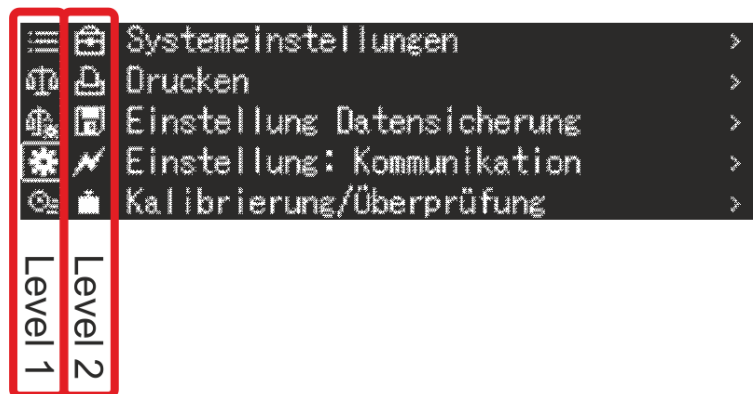 Systemeinstellungen >
Drucken >
Einstellung Datensicherung >
Einstellung: Kommunikation >
Kalibrierung/Überprüfung >
Level 1
Level 2